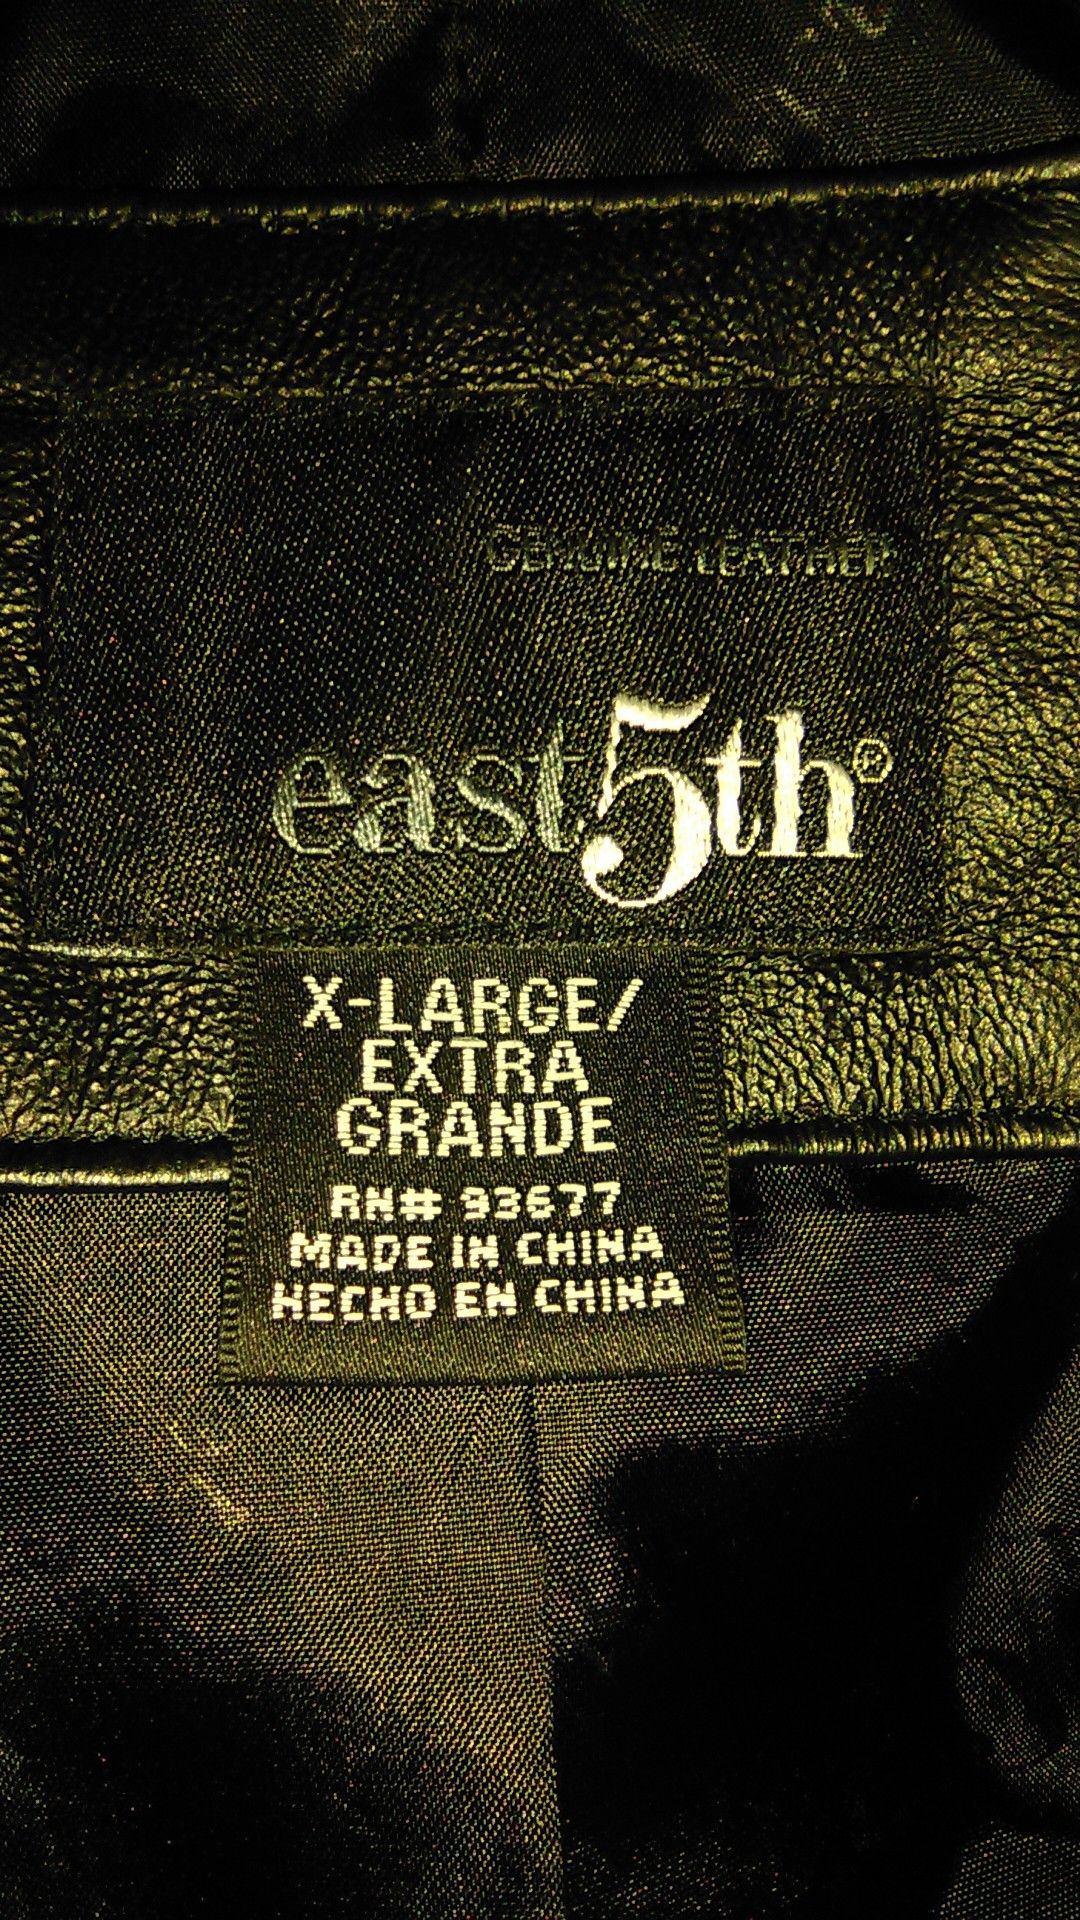 GENUINE LEATHER
east5th®
X-LARGE/
EXTRA
GRANDE
RN# 93677
MADE IN CHINA
HECHO EN CHINA